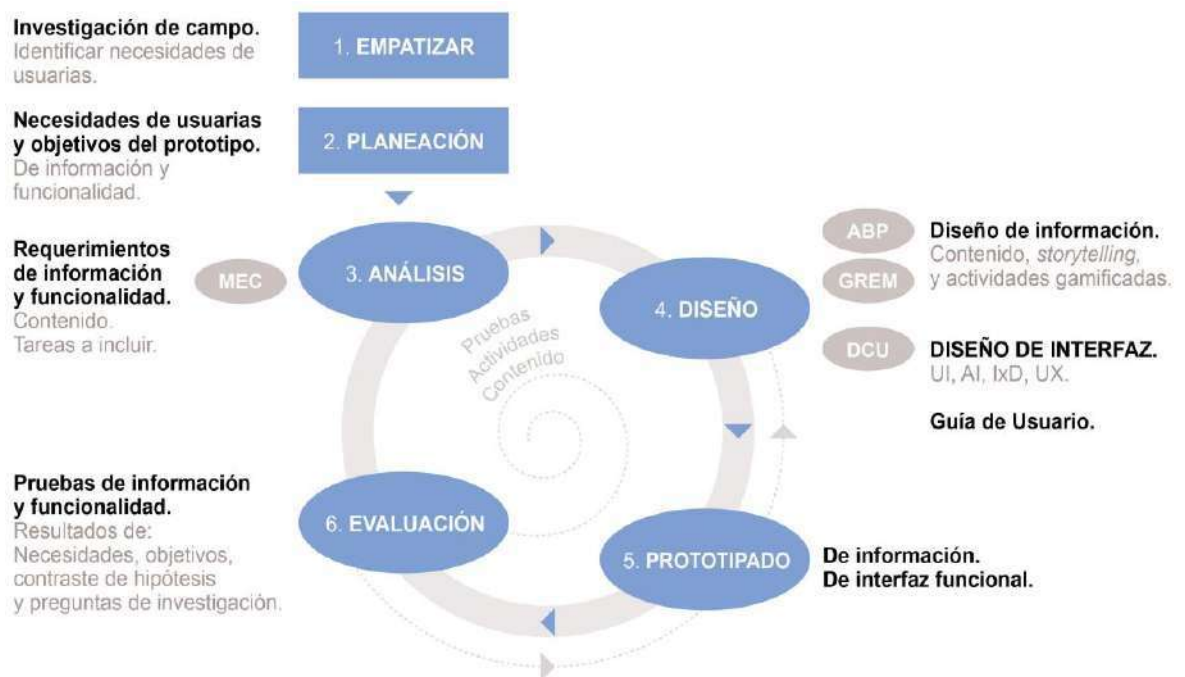 Investigación de campo.
Identificar necesidades de
usuarias.
1. EMPATIZAR
Necesidades de usuarias
y objetivos del prototipo.
De información y
funcionalidad.
2. PLANEACIÓN
Requerimientos
de información
y funcionalidad.
Contenido.
Tareas a incluir.
MEC
3. ANÁLISIS
Pruebas
Actividades
Contenido
4. DISEÑO
ABP
GREM
Diseño de información.
Contenido, storytelling,
y actividades gamificadas.
DCU
DISEÑO DE INTERFAZ.
UI, AI, IxD, UX.
Guía de Usuario.
Pruebas de información
y funcionalidad.
Resultados de:
Necesidades, objetivos,
contraste de hipótesis
y preguntas de investigación.
6. EVALUACIÓN
5. PROTOTIPADO
De información.
De interfaz funcional.